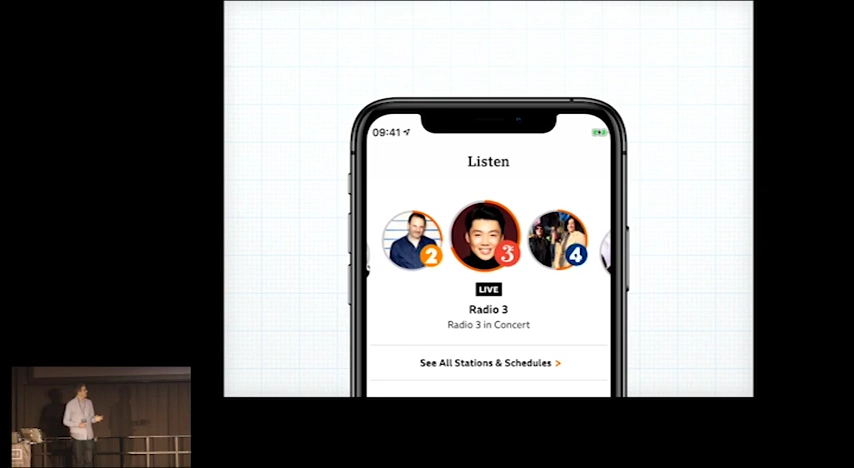 09:41
Listen
2
3
4
LIVE
Radio 3
Radio 3 in Concert
See All Stations & Schedules >